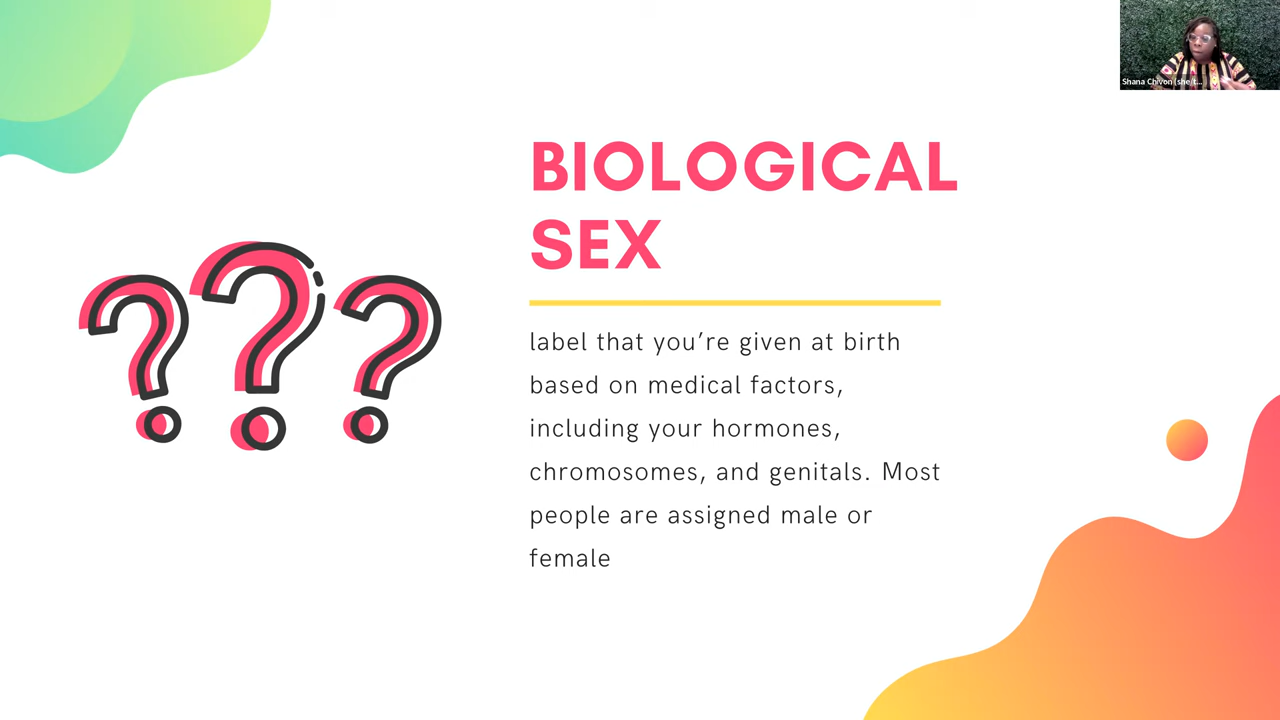 Shana Chivon (she/t...
BIOLOGICAL
SEX
label that you’re given at birth
based on medical factors,
including your hormones,
chromosomes, and genitals. Most
people are assigned male or
female